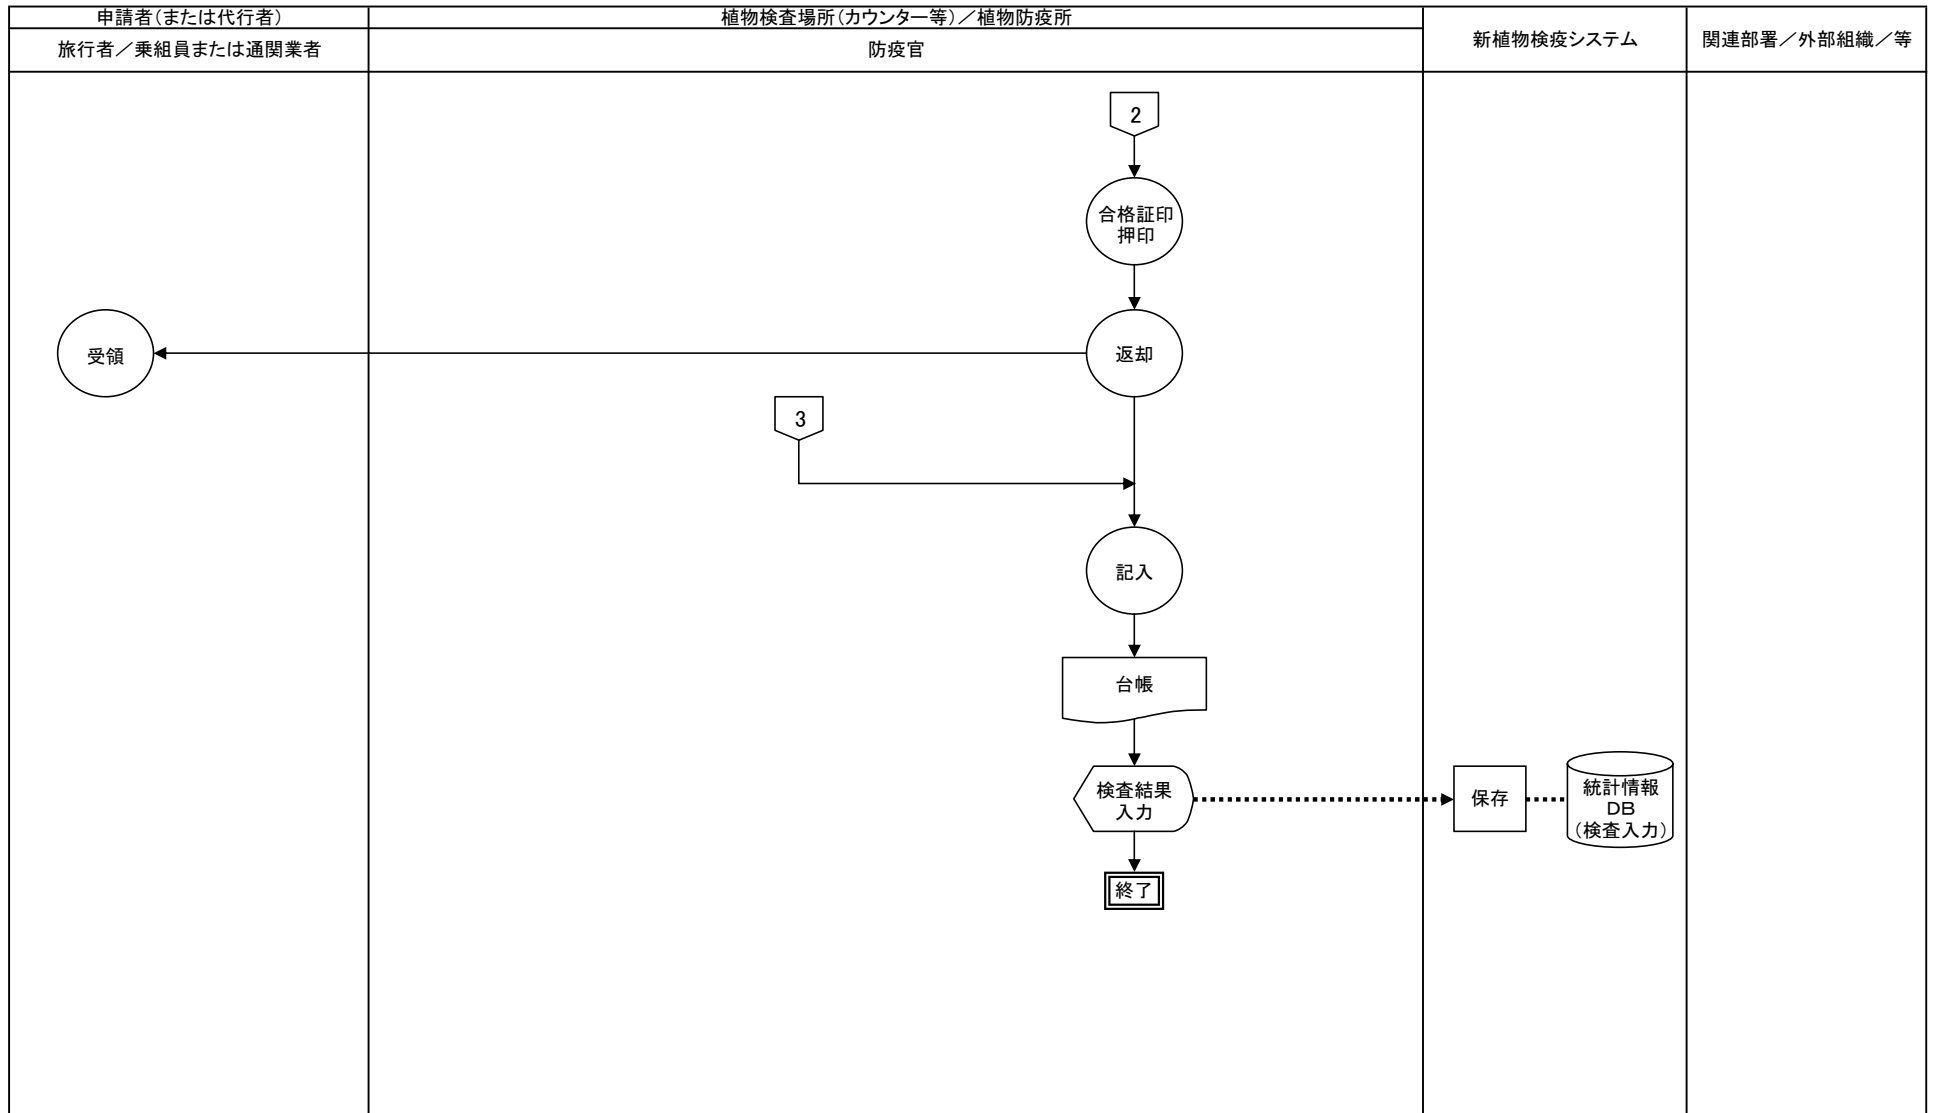 申請者（または代行者）
植物検査場所（カウンター等）／植物防疫所
旅行者／乗組員または通関業者
防疫官
新植物検疫システム
関連部署／外部組織／等
2
合格証印
押印
受領
返却
3
記入
台帳
検査結果
入力
保存
統計情報
ＤＢ
（検査入力）
終了